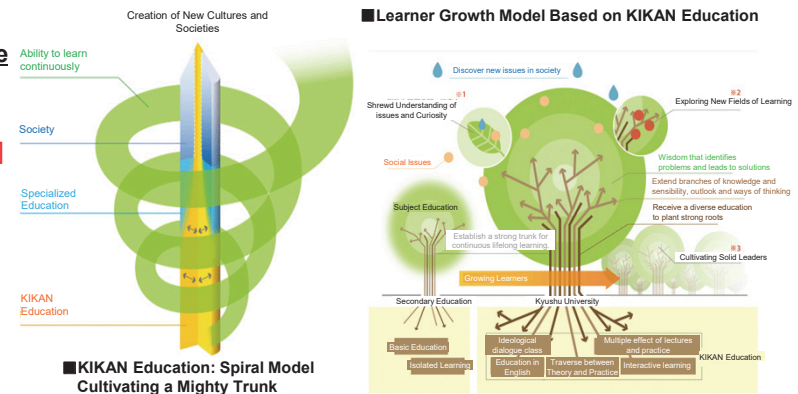 Creation of New Cultures and
Societies
Ability to learn
continuously
Society
Specialized
Education
KIKAN
Education
■KIKAN Education: Spiral Model
Cultivating a Mighty Trunk
■Learner Growth Model Based on KIKAN Education
Discover new issues in society
※1
Shrewd Understanding of
issues and Curiosity
※2
Exploring New Fields of Learning
Social Issues
Wisdom that identifies
problems and leads to solutions
Extend branches of knowledge and
sensibility, outlook and ways of thinking
Receive a diverse education
to plant strong roots
Subject Education
Establish a strong trunk for
continuous lifelong learning.
※3
Cultivating Solid Leaders
Growing Learners
Secondary Education
Kyushu University
Basic Education
Isolated Learning
Ideological
dialogue class
Multiple effect of lectures
and practice
Education in
English
Traverse between
Theory and Practice
Interactive learning
KIKAN Education